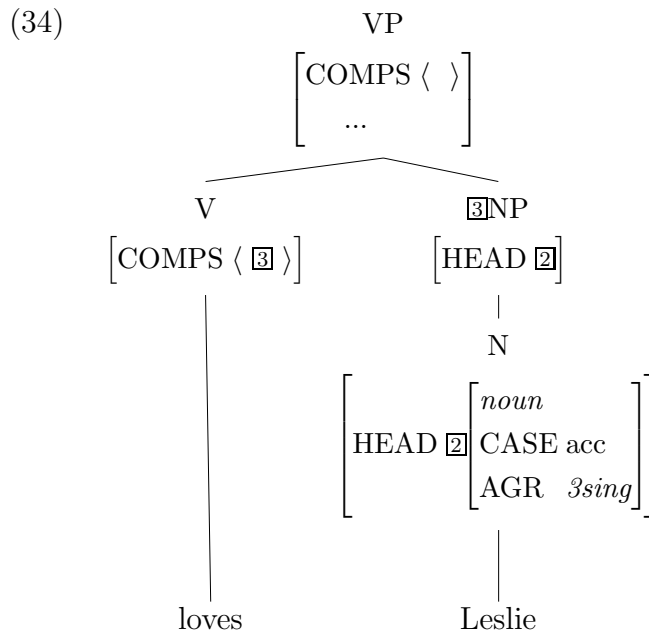 (34)
VP
[COMPS ⟨ ⟩
...]
V 3NP
[COMPS ⟨ 3 ⟩] [HEAD 2]
N
[HEAD 2 [noun
CASE acc
AGR 3sing]]
loves Leslie